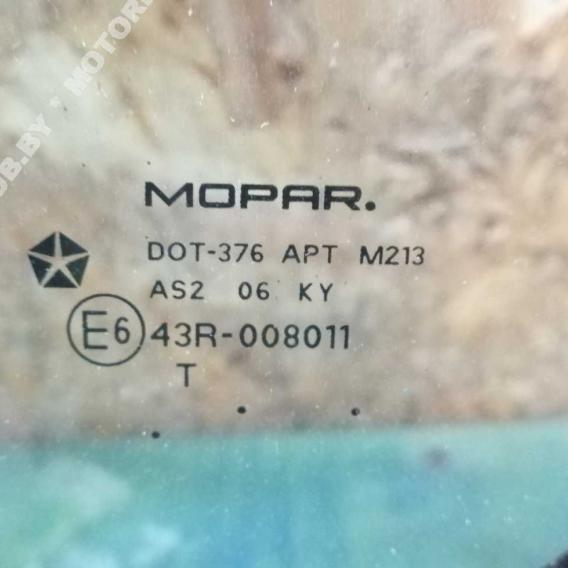 MOPAR.
DOT-376 APT M213
AS2 06 KY
E6 43R-008011
T